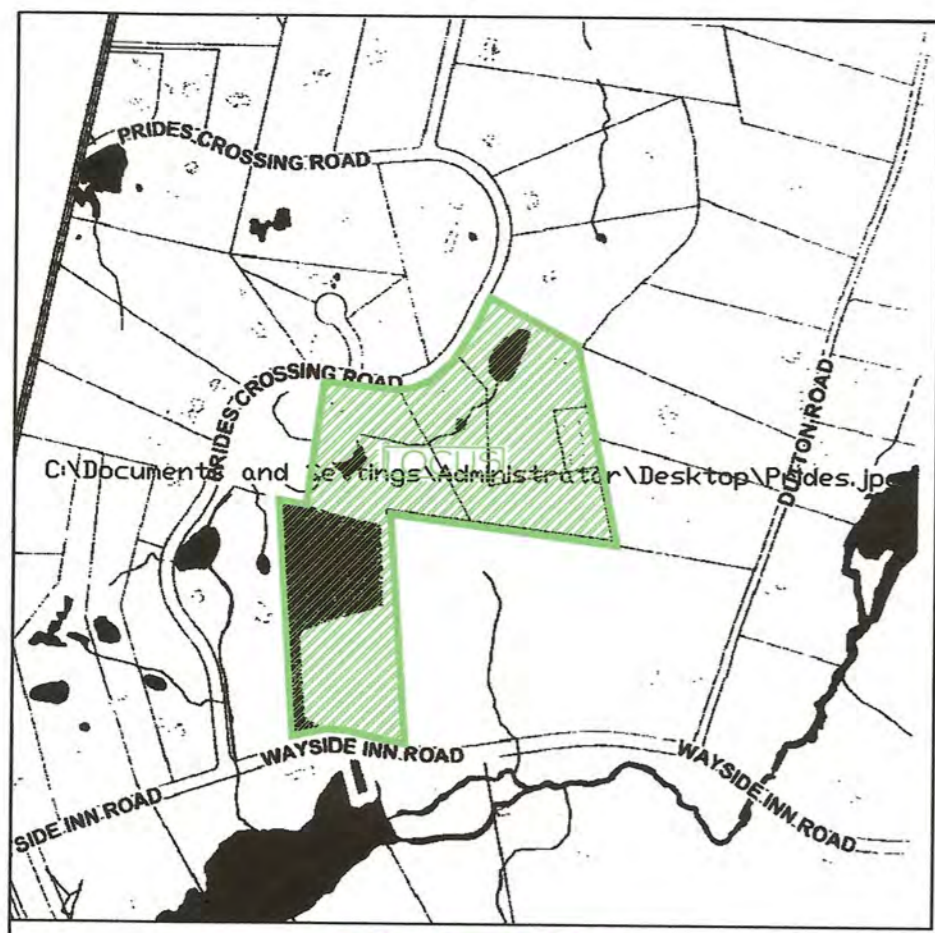 PRIDES CROSSING ROAD
PRIDES CROSSING ROAD
LOCUS
C:\Documents and Settings\Administrator\Desktop\Prides.jpg
DUTTON ROAD
WAYSIDE INN ROAD
WAYSIDE INN ROAD
SIDE INN ROAD